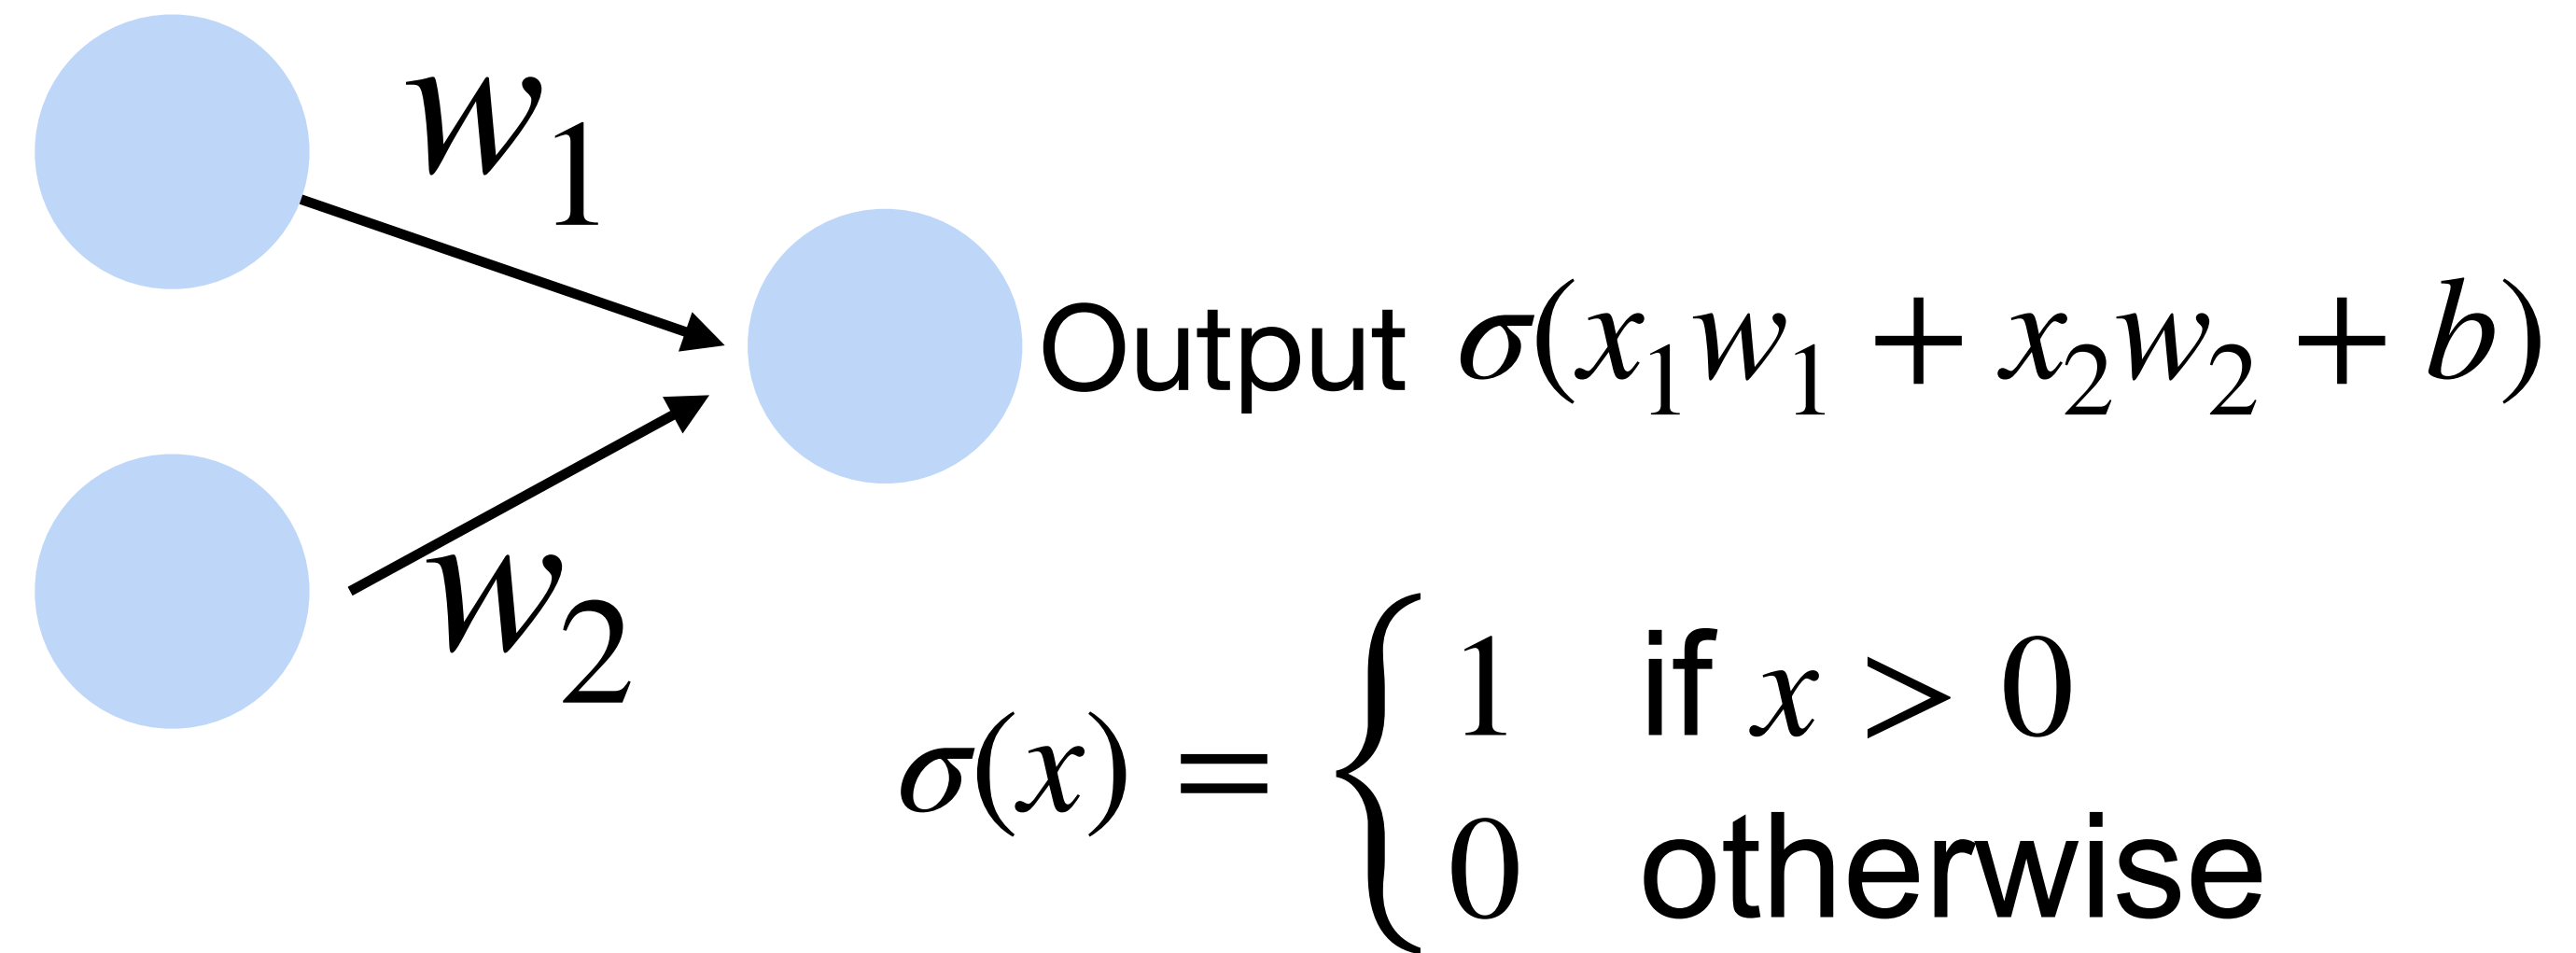 w₁
Output σ(x₁w₁ + x₂w₂ + b)
w₂
σ(x) = { 1 if x > 0
0 otherwise